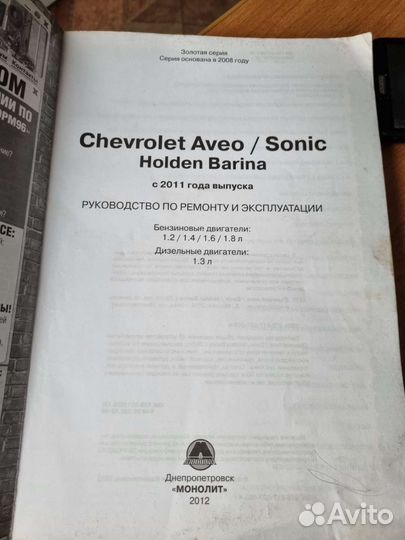 Золотая серия
Серия основана в 2008 году
Chevrolet Aveo / Sonic
Holden Barina
с 2011 года выпуска
РУКОВОДСТВО ПО РЕМОНТУ И ЭКСПЛУАТАЦИИ
Бензиновые двигатели:
1.2 / 1.4 / 1.6 / 1.8 л
Дизельные двигатели:
1.3 л
Днепропетровск
«МОНОЛИТ»
2012
Avito